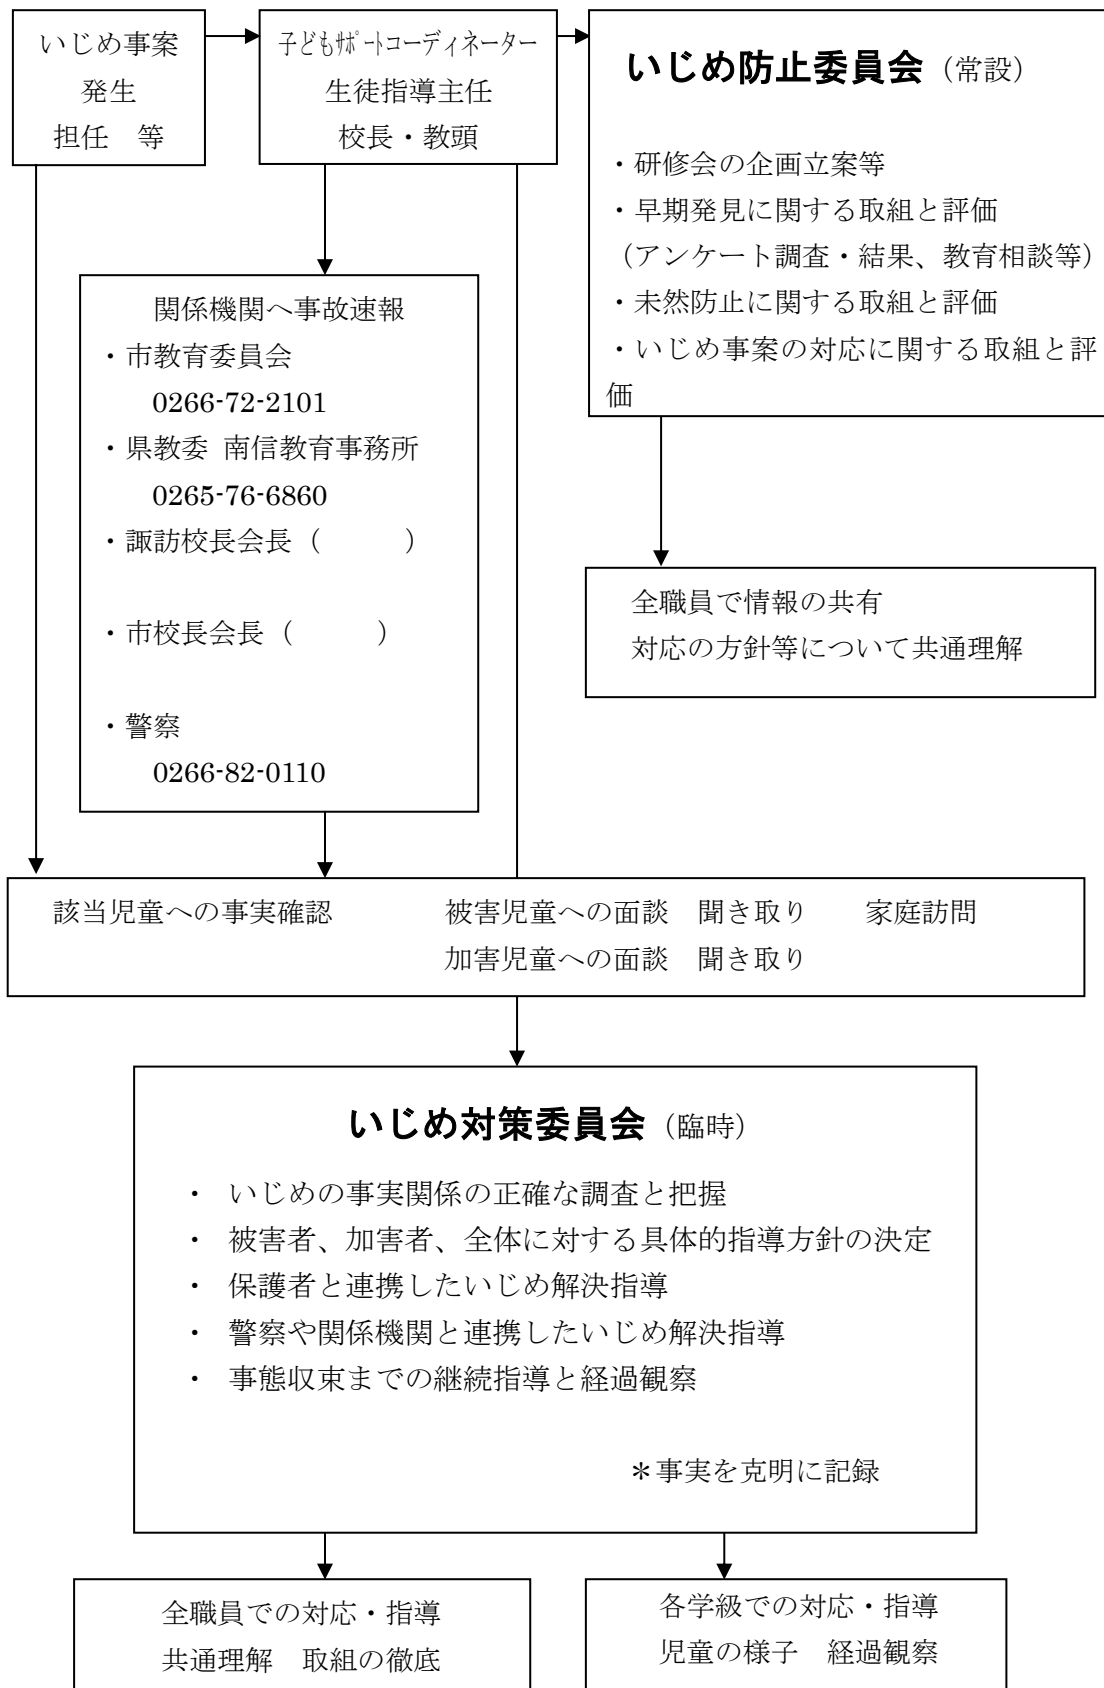 いじめ事案
発生
担任　等
子どもｻﾎﾟｰﾄコーディネーター
生徒指導主任
校長・教頭
いじめ防止委員会（常設）
・研修会の企画立案等
・早期発見に関する取組と評価
（アンケート調査・結果、教育相談等）
・未然防止に関する取組と評価
・いじめ事案の対応に関する取組と評
価
関係機関へ事故速報
・市教育委員会
0266-72-2101
・県教委 南信教育事務所
0265-76-6860
・諏訪校長会長（　　　）
・市校長会長（　　　）
・警察
0266-82-0110
全職員で情報の共有
対応の方針等について共通理解
該当児童への事実確認　　　　被害児童への面談　聞き取り　　家庭訪問
加害児童への面談　聞き取り
いじめ対策委員会（臨時）
・ いじめの事実関係の正確な調査と把握
・ 被害者、加害者、全体に対する具体的指導方針の決定
・ 保護者と連携したいじめ解決指導
・ 警察や関係機関と連携したいじめ解決指導
・ 事態収束までの継続指導と経過観察
＊事実を克明に記録
全職員での対応・指導
共通理解　取組の徹底
各学級での対応・指導
児童の様子　経過観察